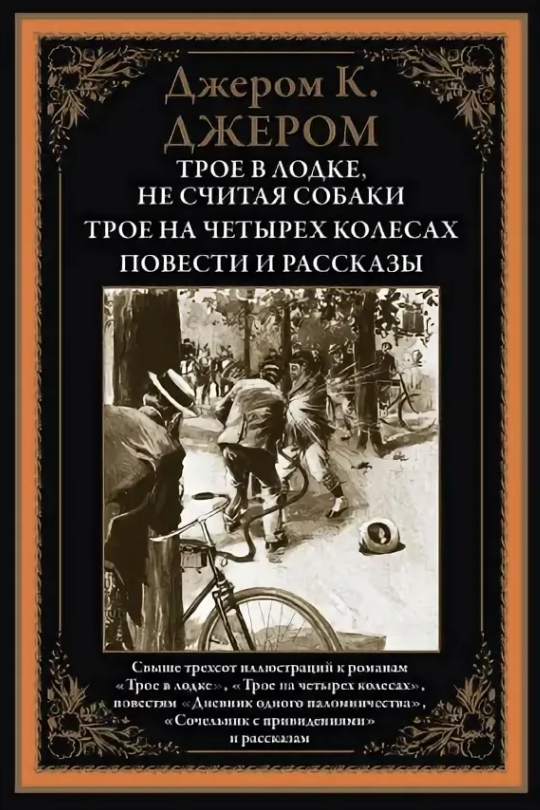 Джером К.
ДЖЕРОМ
ТРОЕ В ЛОДКЕ,
НЕ СЧИТАЯ СОБАКИ
ТРОЕ НА ЧЕТЫРЕХ КОЛЕСАХ
ПОВЕСТИ И РАССКАЗЫ
Свыше трехсот иллюстраций к романам
«Трое в лодке», «Трое на четырех колесах»,
повестям «Дневник одного паломничества»,
«Сочельник с привидениями»
и рассказам